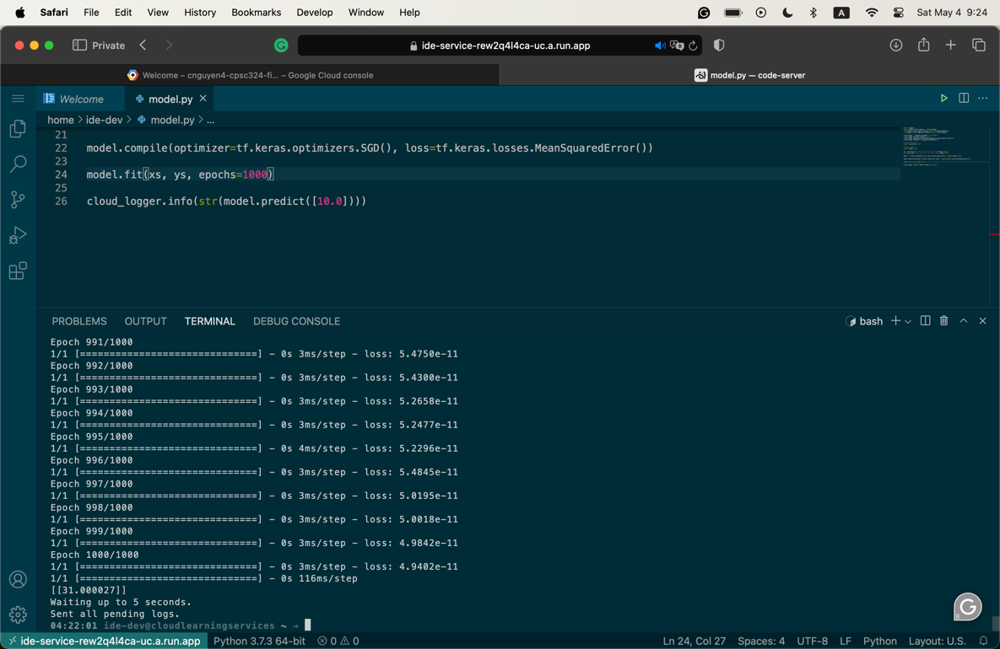 Safari File Edit View History Bookmarks Develop Window Help A Sat May 4 9:24
Private ide-service-rew2q4l4ca-uc.a.run.app
Welcome – cnguyen4-cpsc324-fi... – Google Cloud console model.py — code-server
Welcome model.py
home > ide-dev > model.py > ...
21
22 model.compile(optimizer=tf.keras.optimizers.SGD(), loss=tf.keras.losses.MeanSquaredError())
23
24 model.fit(xs, ys, epochs=1000)
25
26 cloud_logger.info(str(model.predict([10.0])))
PROBLEMS OUTPUT TERMINAL DEBUG CONSOLE bash
Epoch 991/1000
1/1 [==============================] - 0s 3ms/step - loss: 5.4750e-11
Epoch 992/1000
1/1 [==============================] - 0s 3ms/step - loss: 5.4300e-11
Epoch 993/1000
1/1 [==============================] - 0s 3ms/step - loss: 5.2658e-11
Epoch 994/1000
1/1 [==============================] - 0s 3ms/step - loss: 5.2477e-11
Epoch 995/1000
1/1 [==============================] - 0s 4ms/step - loss: 5.2296e-11
Epoch 996/1000
1/1 [==============================] - 0s 3ms/step - loss: 5.4845e-11
Epoch 997/1000
1/1 [==============================] - 0s 3ms/step - loss: 5.0195e-11
Epoch 998/1000
1/1 [==============================] - 0s 3ms/step - loss: 5.0018e-11
Epoch 999/1000
1/1 [==============================] - 0s 3ms/step - loss: 4.9842e-11
Epoch 1000/1000
1/1 [==============================] - 0s 3ms/step - loss: 4.9402e-11
1/1 [==============================] - 0s 116ms/step
[[31.000027]]
Waiting up to 5 seconds.
Sent all pending logs.
04:22:01 ide-dev@cloudlearningservices ~ →
ide-service-rew2q4l4ca-uc.a.run.app Python 3.7.3 64-bit 0 0 Ln 24, Col 27 Spaces: 4 UTF-8 LF Python Layout: U.S.